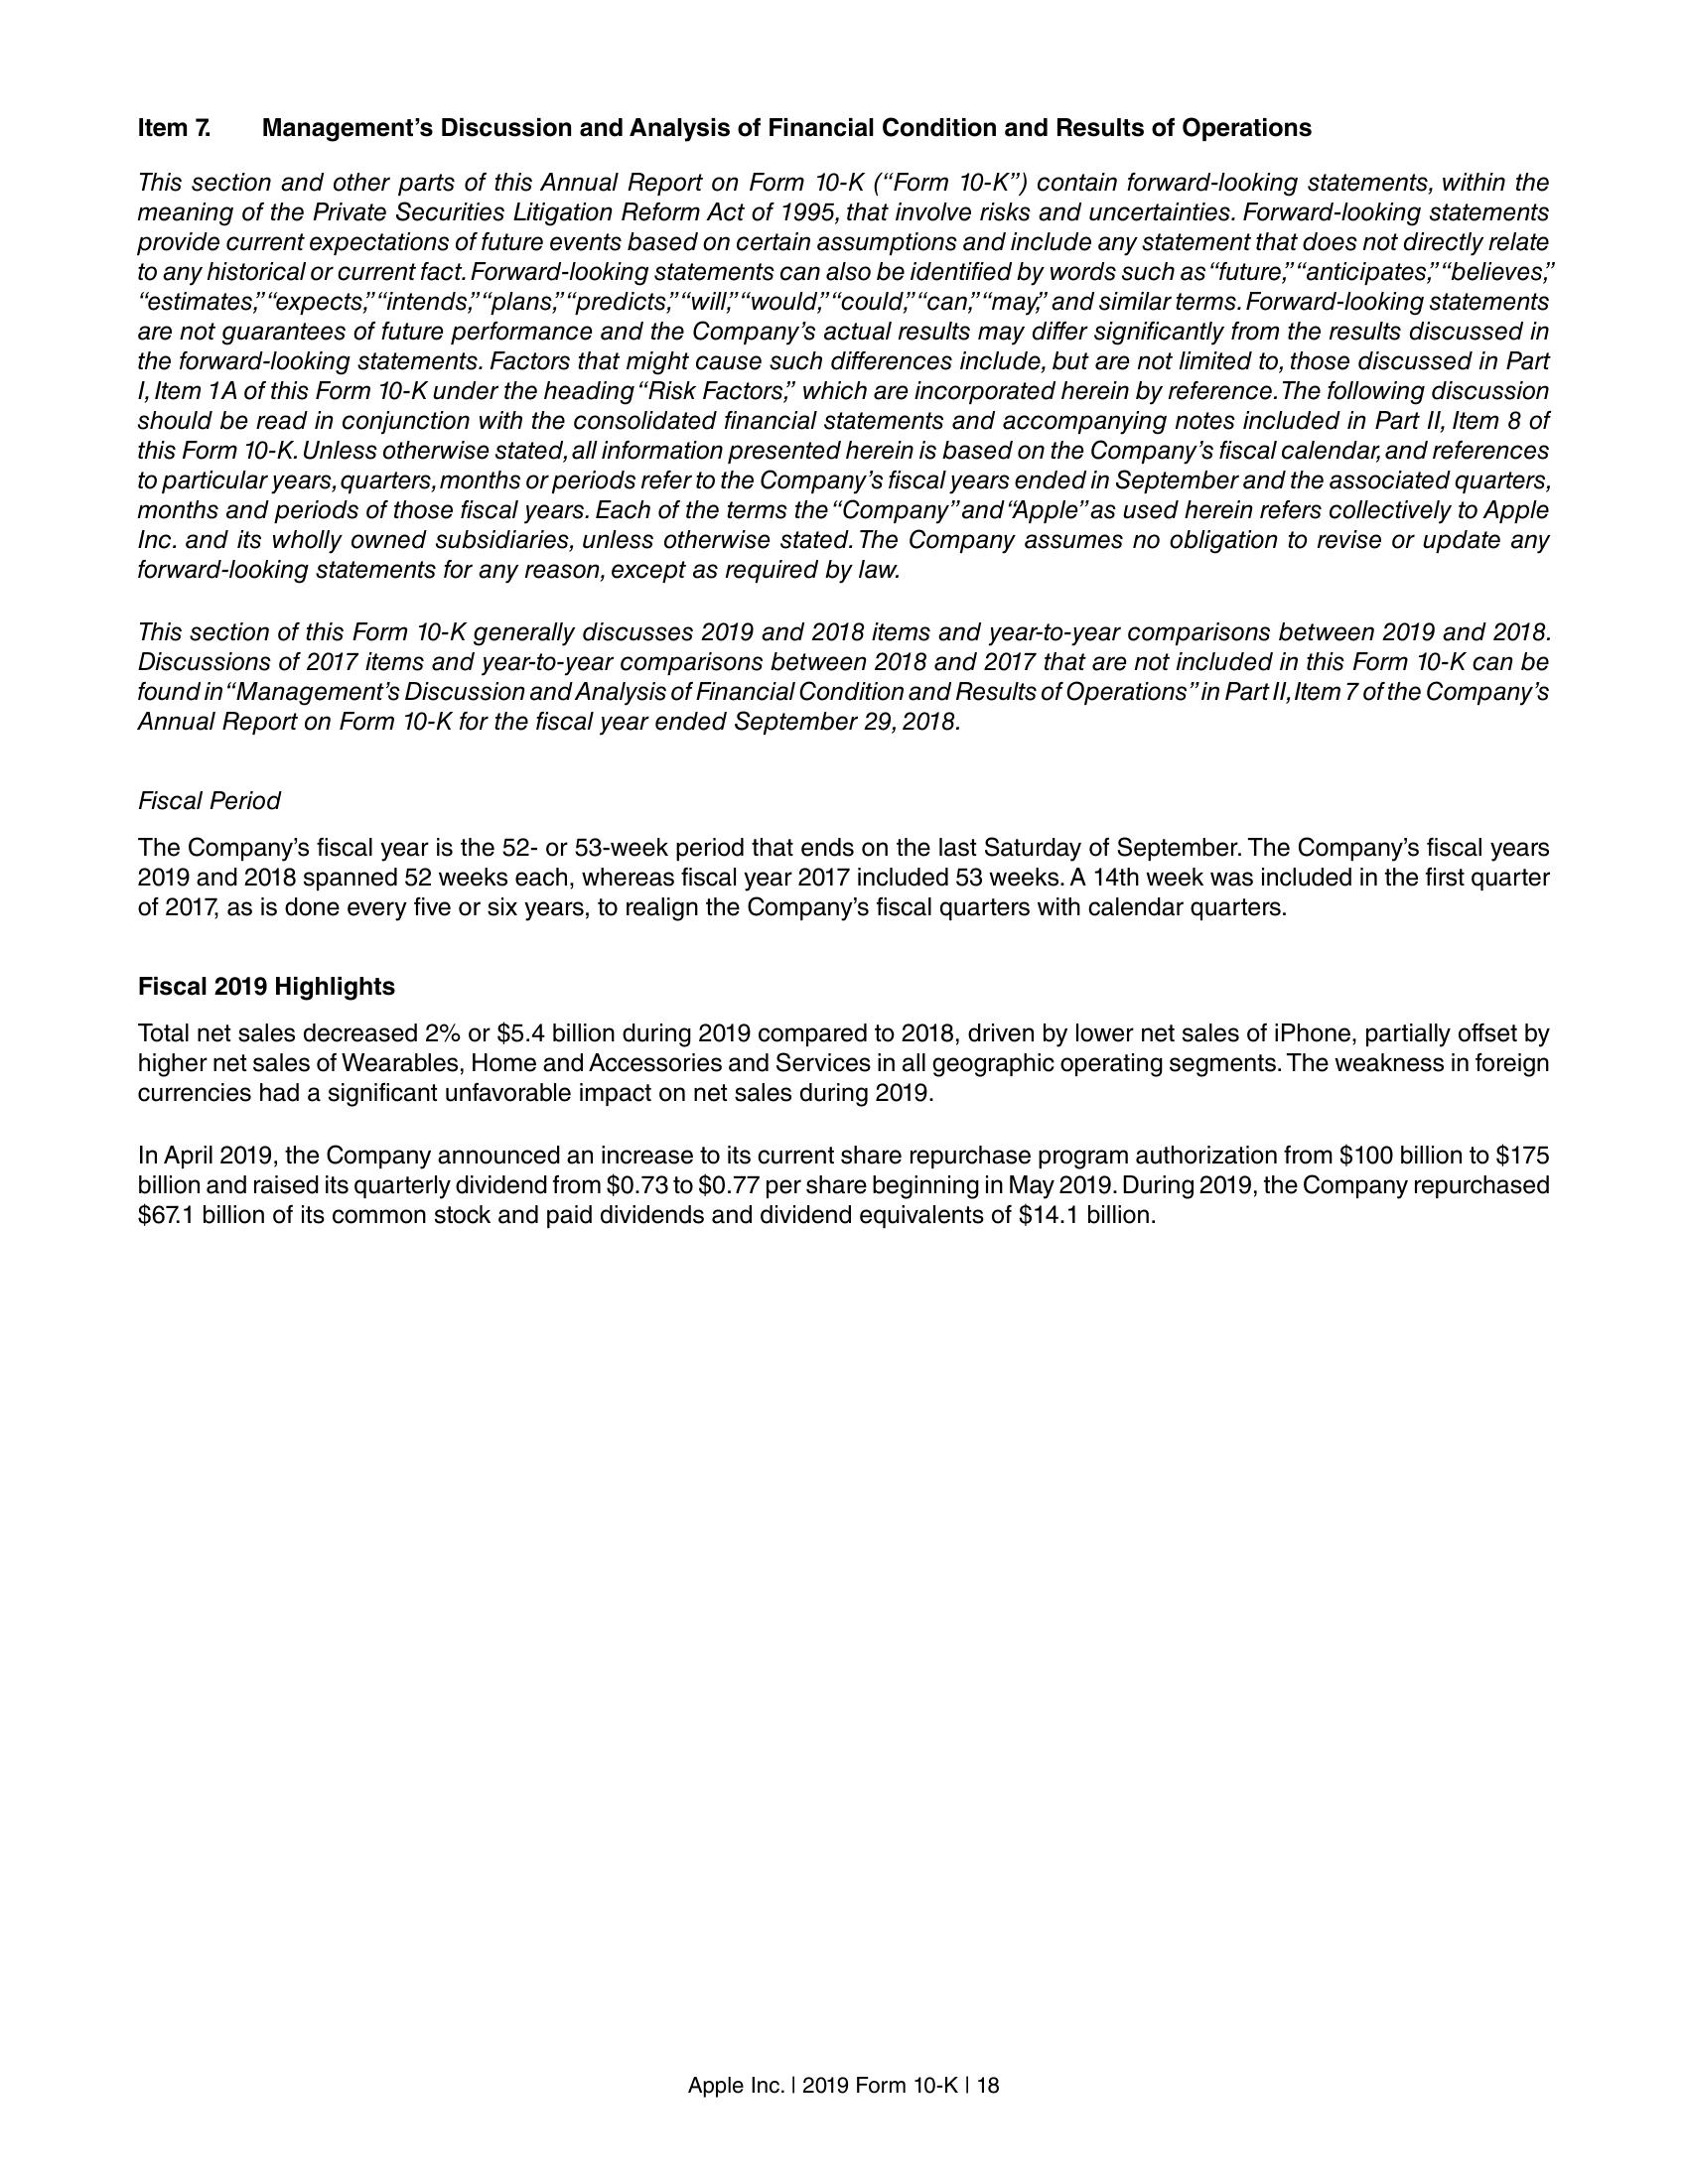 Item 7. Management’s Discussion and Analysis of Financial Condition and Results of Operations
This section and other parts of this Annual Report on Form 10-K (“Form 10-K”) contain forward-looking statements, within the
meaning of the Private Securities Litigation Reform Act of 1995, that involve risks and uncertainties. Forward-looking statements
provide current expectations of future events based on certain assumptions and include any statement that does not directly relate
to any historical or current fact. Forward-looking statements can also be identified by words such as “future,” “anticipates,” “believes,”
“estimates,” “expects,” “intends,” “plans,” “predicts,” “will,” “would,” “could,” “can,” “may,” and similar terms. Forward-looking statements
are not guarantees of future performance and the Company’s actual results may differ significantly from the results discussed in
the forward-looking statements. Factors that might cause such differences include, but are not limited to, those discussed in Part
I, Item 1A of this Form 10-K under the heading “Risk Factors,” which are incorporated herein by reference. The following discussion
should be read in conjunction with the consolidated financial statements and accompanying notes included in Part II, Item 8 of
this Form 10-K. Unless otherwise stated, all information presented herein is based on the Company’s fiscal calendar, and references
to particular years, quarters, months or periods refer to the Company’s fiscal years ended in September and the associated quarters,
months and periods of those fiscal years. Each of the terms the “Company” and “Apple” as used herein refers collectively to Apple
Inc. and its wholly owned subsidiaries, unless otherwise stated. The Company assumes no obligation to revise or update any
forward-looking statements for any reason, except as required by law.
This section of this Form 10-K generally discusses 2019 and 2018 items and year-to-year comparisons between 2019 and 2018.
Discussions of 2017 items and year-to-year comparisons between 2018 and 2017 that are not included in this Form 10-K can be
found in “Management’s Discussion and Analysis of Financial Condition and Results of Operations” in Part II, Item 7 of the Company’s
Annual Report on Form 10-K for the fiscal year ended September 29, 2018.
Fiscal Period
The Company’s fiscal year is the 52- or 53-week period that ends on the last Saturday of September. The Company’s fiscal years
2019 and 2018 spanned 52 weeks each, whereas fiscal year 2017 included 53 weeks. A 14th week was included in the first quarter
of 2017, as is done every five or six years, to realign the Company’s fiscal quarters with calendar quarters.
Fiscal 2019 Highlights
Total net sales decreased 2% or $5.4 billion during 2019 compared to 2018, driven by lower net sales of iPhone, partially offset by
higher net sales of Wearables, Home and Accessories and Services in all geographic operating segments. The weakness in foreign
currencies had a significant unfavorable impact on net sales during 2019.
In April 2019, the Company announced an increase to its current share repurchase program authorization from $100 billion to $175
billion and raised its quarterly dividend from $0.73 to $0.77 per share beginning in May 2019. During 2019, the Company repurchased
$67.1 billion of its common stock and paid dividends and dividend equivalents of $14.1 billion.
Apple Inc. | 2019 Form 10-K | 18